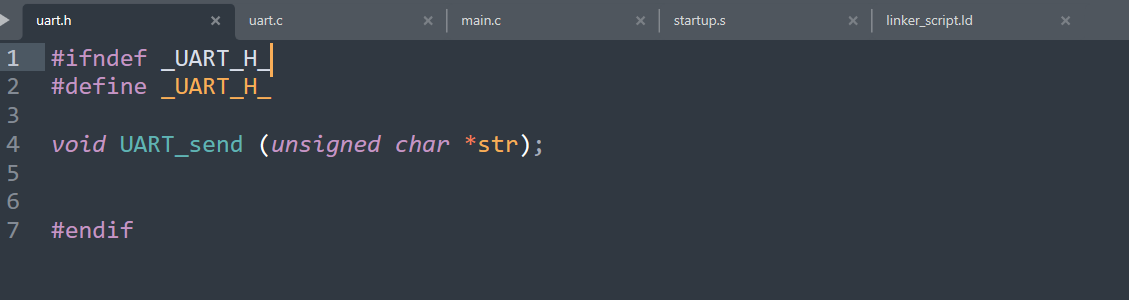 uart.h × uart.c × main.c × startup.s × linker_script.ld ×
1 #ifndef _UART_H_
2 #define _UART_H_
3
4 void UART_send (unsigned char *str);
5
6
7 #endif